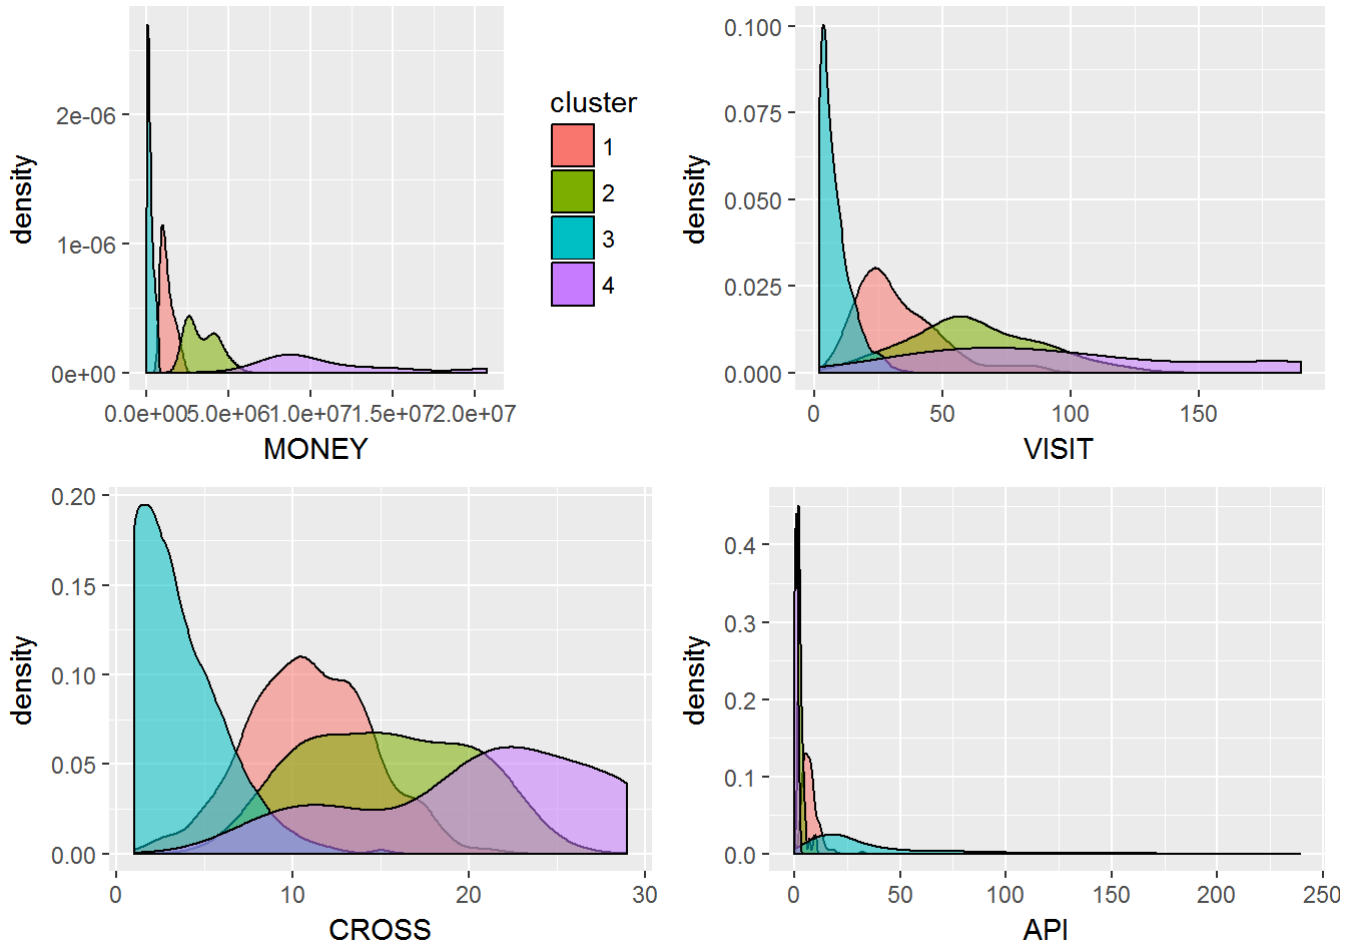 2e-06
1e-06
0e+00
density
0.0e+005.0e+061.0e+071.5e+072.0e+07
MONEY
cluster
1
2
3
4
0.100
0.075
0.050
0.025
0.000
density
0 50 100 150
VISIT
0.20
0.15
0.10
0.05
0.00
density
0 10 20 30
CROSS
0.4
0.3
0.2
0.1
0.0
density
0 50 100 150 200 250
API